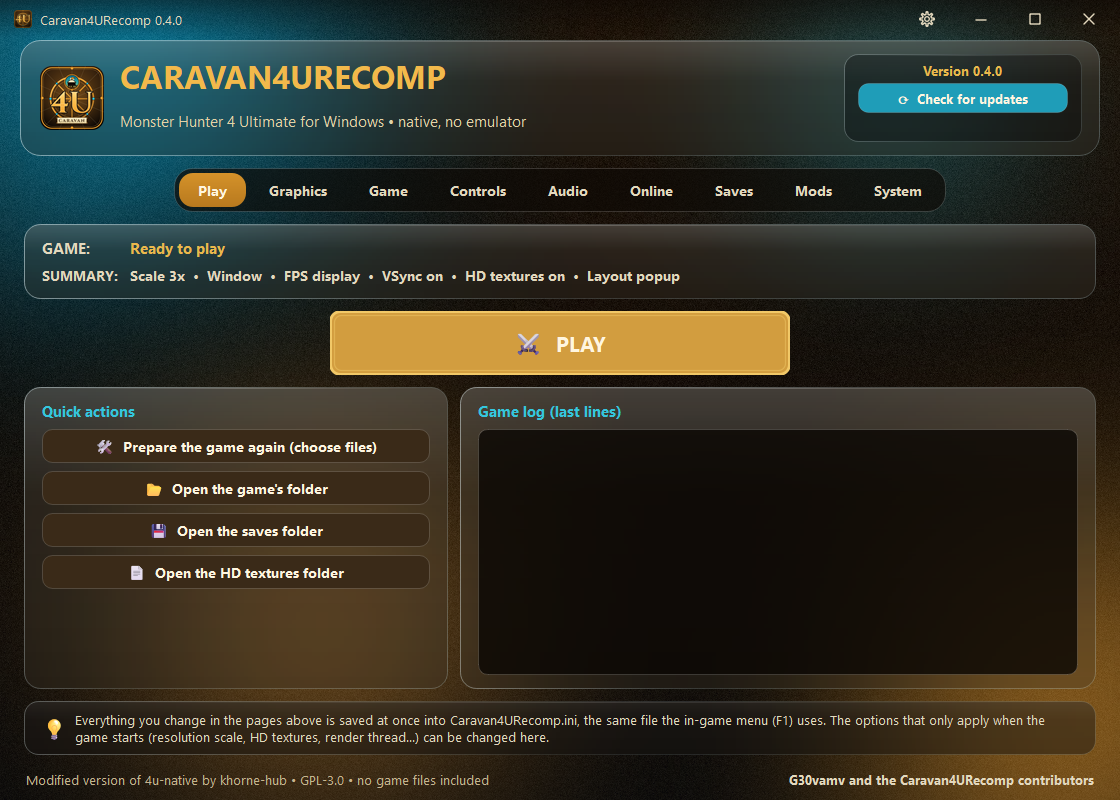 4U Caravan4URecomp 0.4.0
4U
CARAVAN
CARAVAN4URECOMP
Monster Hunter 4 Ultimate for Windows • native, no emulator
Version 0.4.0
Check for updates
Play Graphics Game Controls Audio Online Saves Mods System
GAME: Ready to play
SUMMARY: Scale 3x • Window • FPS display • VSync on • HD textures on • Layout popup
PLAY
Quick actions
Prepare the game again (choose files)
Open the game's folder
Open the saves folder
Open the HD textures folder
Game log (last lines)
Everything you change in the pages above is saved at once into Caravan4URecomp.ini, the same file the in-game menu (F1) uses. The options that only apply when the
game starts (resolution scale, HD textures, render thread...) can be changed here.
Modified version of 4u-native by khorne-hub • GPL-3.0 • no game files included
G30vamv and the Caravan4URecomp contributors